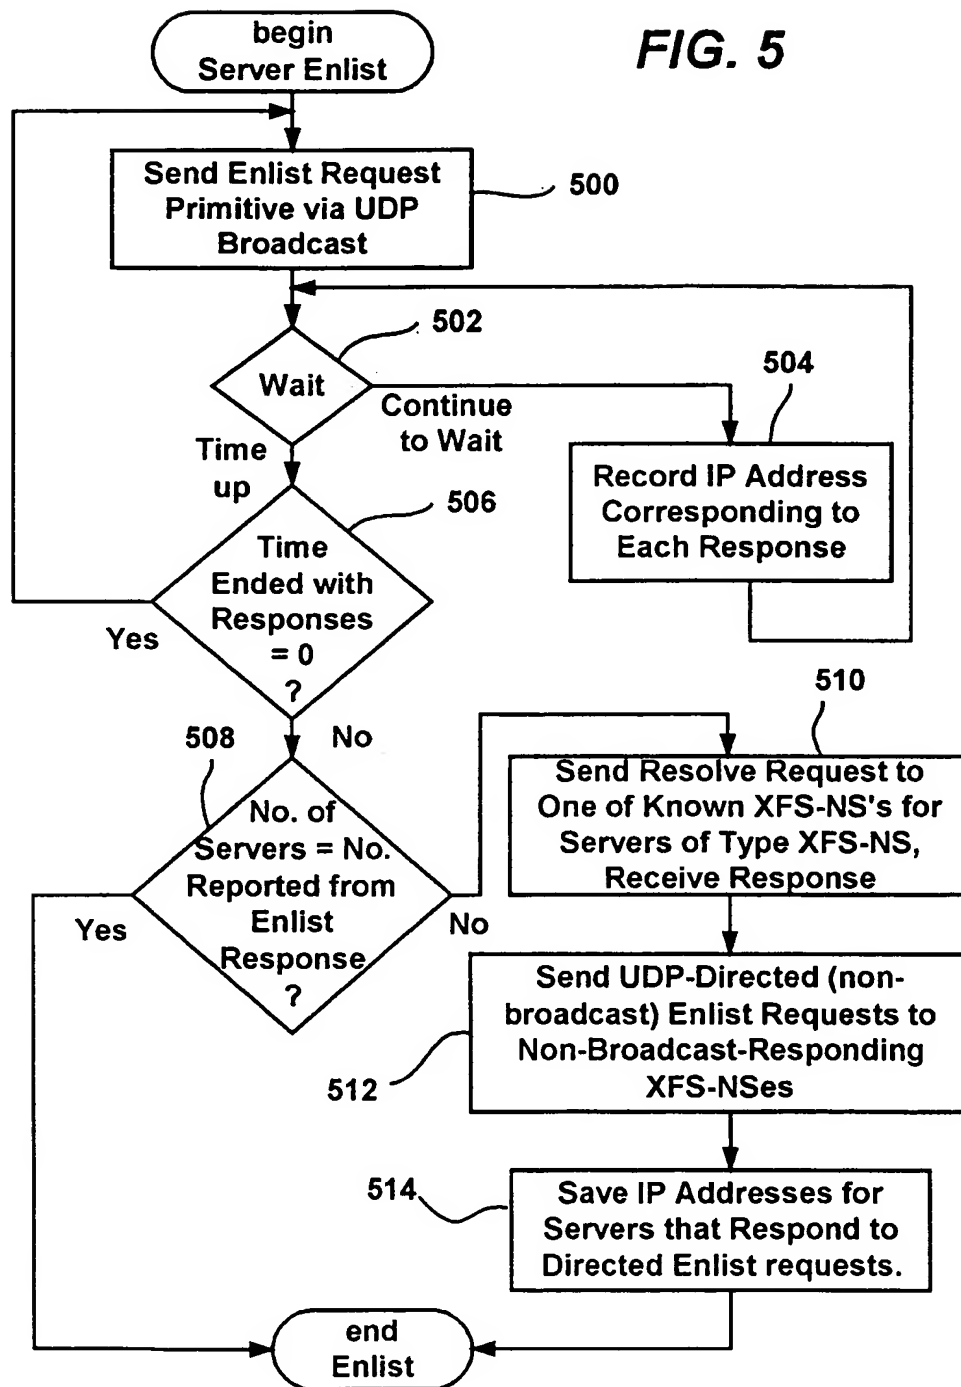 begin
Server Enlist
FIG. 5
Send Enlist Request
Primitive via UDP
Broadcast
500
502
Wait
Continue
to Wait
504
Record IP Address
Corresponding to
Each Response
Time
up
506
Time
Ended with
Responses
= 0
?
Yes
No
508
No. of
Servers = No.
Reported from
Enlist
Response
?
Yes
No
510
Send Resolve Request to
One of Known XFS-NS's for
Servers of Type XFS-NS,
Receive Response
Send UDP-Directed (non-
broadcast) Enlist Requests to
Non-Broadcast-Responding
XFS-NSes
512
514
Save IP Addresses for
Servers that Respond to
Directed Enlist requests.
end
Enlist